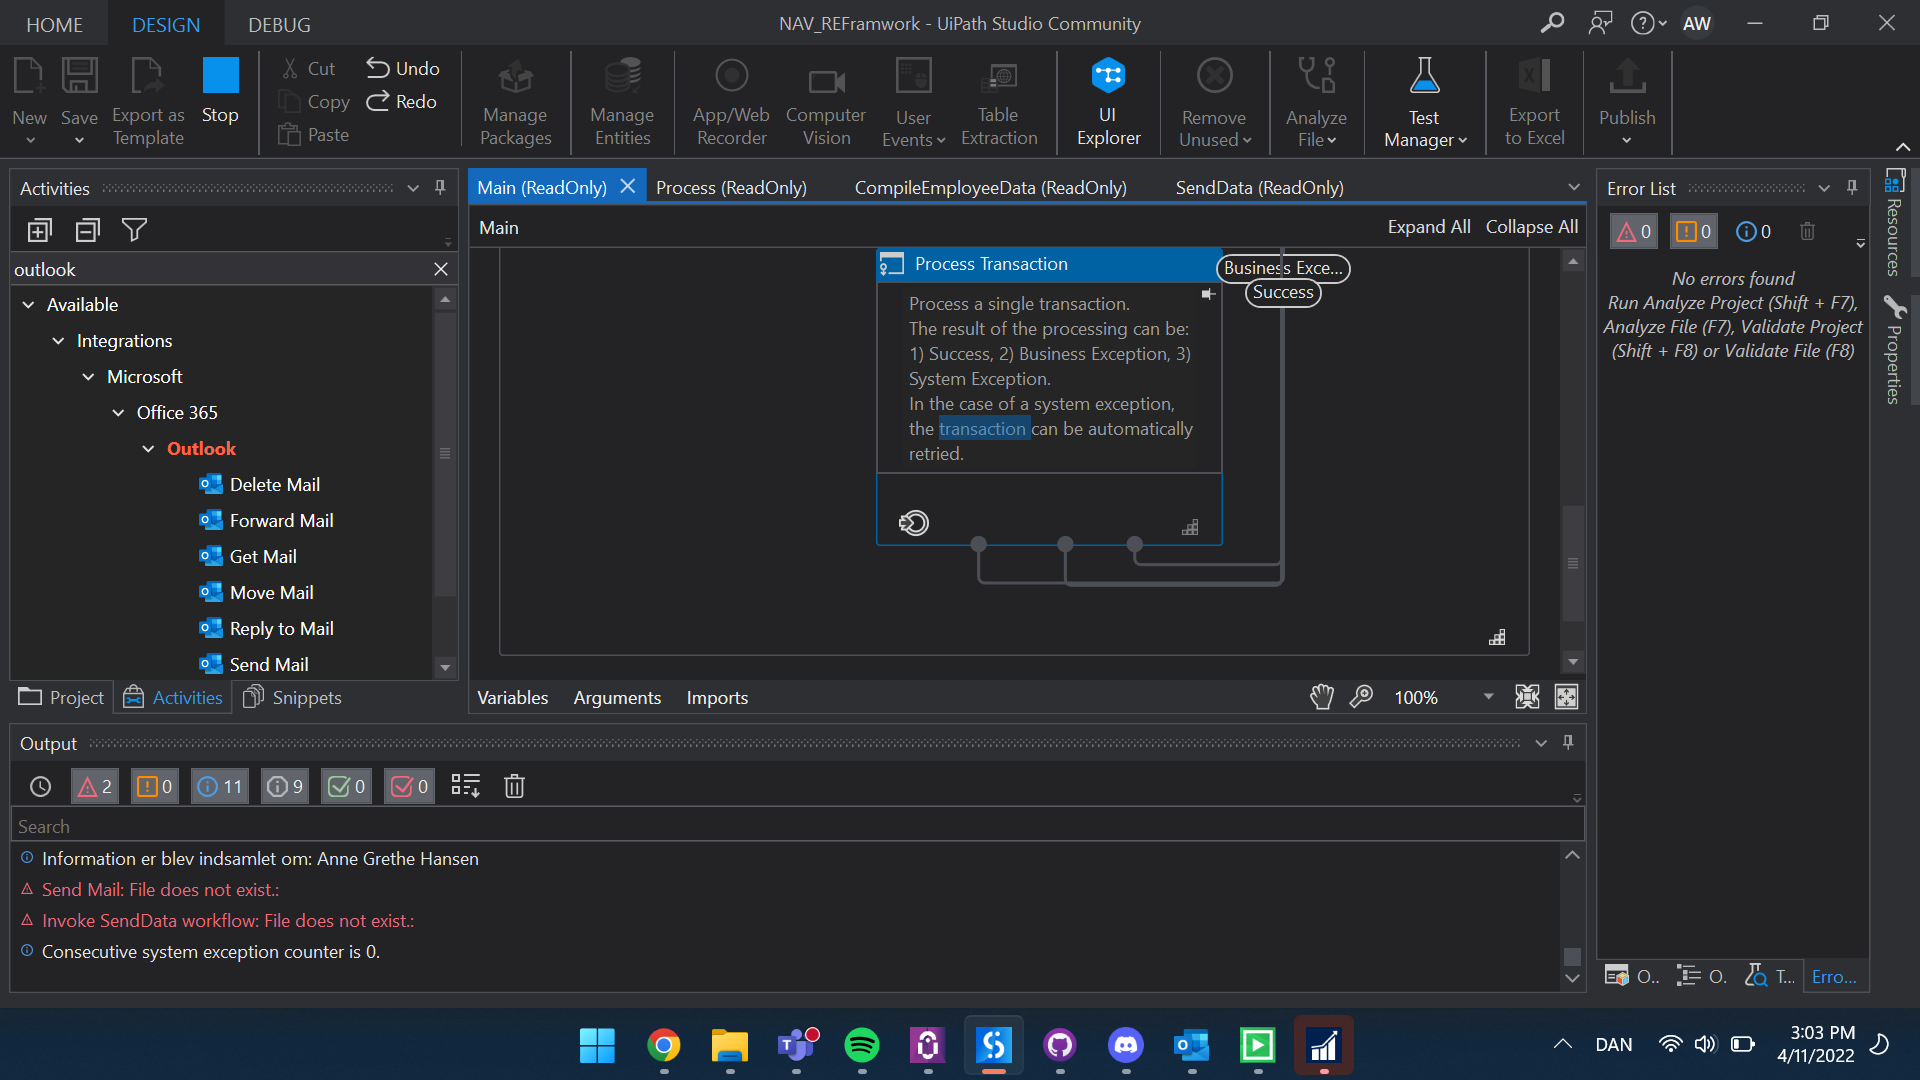 HOME
DESIGN
DEBUG
NAV_REFramwork - UiPath Studio Community
AW
New
Save
Export as
Template
Stop
Cut
Copy
Paste
Undo
Redo
Manage
Packages
Manage
Entities
App/Web
Recorder
Computer
Vision
User
Events
Table
Extraction
UI
Explorer
Remove
Unused
Analyze
File
Test
Manager
Export
to Excel
Publish
Activities
outlook
Available
Integrations
Microsoft
Office 365
Outlook
Delete Mail
Forward Mail
Get Mail
Move Mail
Reply to Mail
Send Mail
Project
Activities
Snippets
Main (ReadOnly)
Process (ReadOnly)
CompileEmployeeData (ReadOnly)
SendData (ReadOnly)
Main
Expand All
Collapse All
Process Transaction
Business Exce...
Success
Process a single transaction.
The result of the processing can be:
1) Success, 2) Business Exception, 3)
System Exception.
In the case of a system exception,
the transaction can be automatically
retried.
Variables
Arguments
Imports
100%
Error List
0
0
0
No errors found
Run Analyze Project (Shift + F7),
Analyze File (F7), Validate Project
(Shift + F8) or Validate File (F8)
Resources
Properties
Output
2
0
11
9
0
0
Search
Information er blev indsamlet om: Anne Grethe Hansen
Send Mail: File does not exist.:
Invoke SendData workflow: File does not exist.:
Consecutive system exception counter is 0.
O..
O.
T...
Erro...
DAN
3:03 PM
4/11/2022